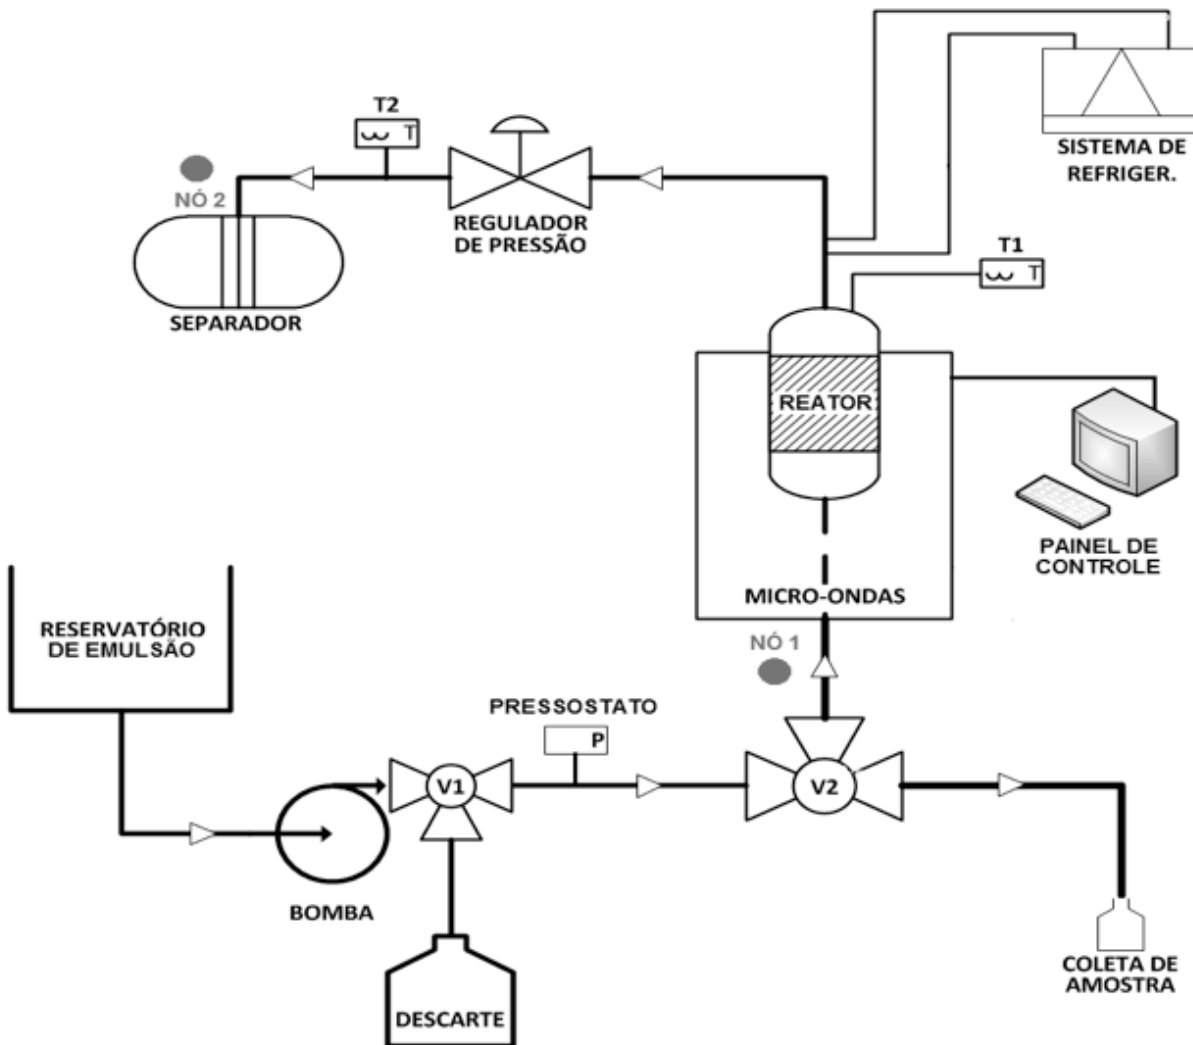 T2
T
NÓ 2
REGULADOR
DE PRESSÃO
SEPARADOR
SISTEMA DE
REFRIGER.
T1
T
REATOR
PAINEL DE
CONTROLE
MICRO-ONDAS
RESERVATÓRIO
DE EMULSÃO
NÓ 1
PRESSOSTATO
P
V1
V2
BOMBA
DESCARTE
COLETA DE
AMOSTRA